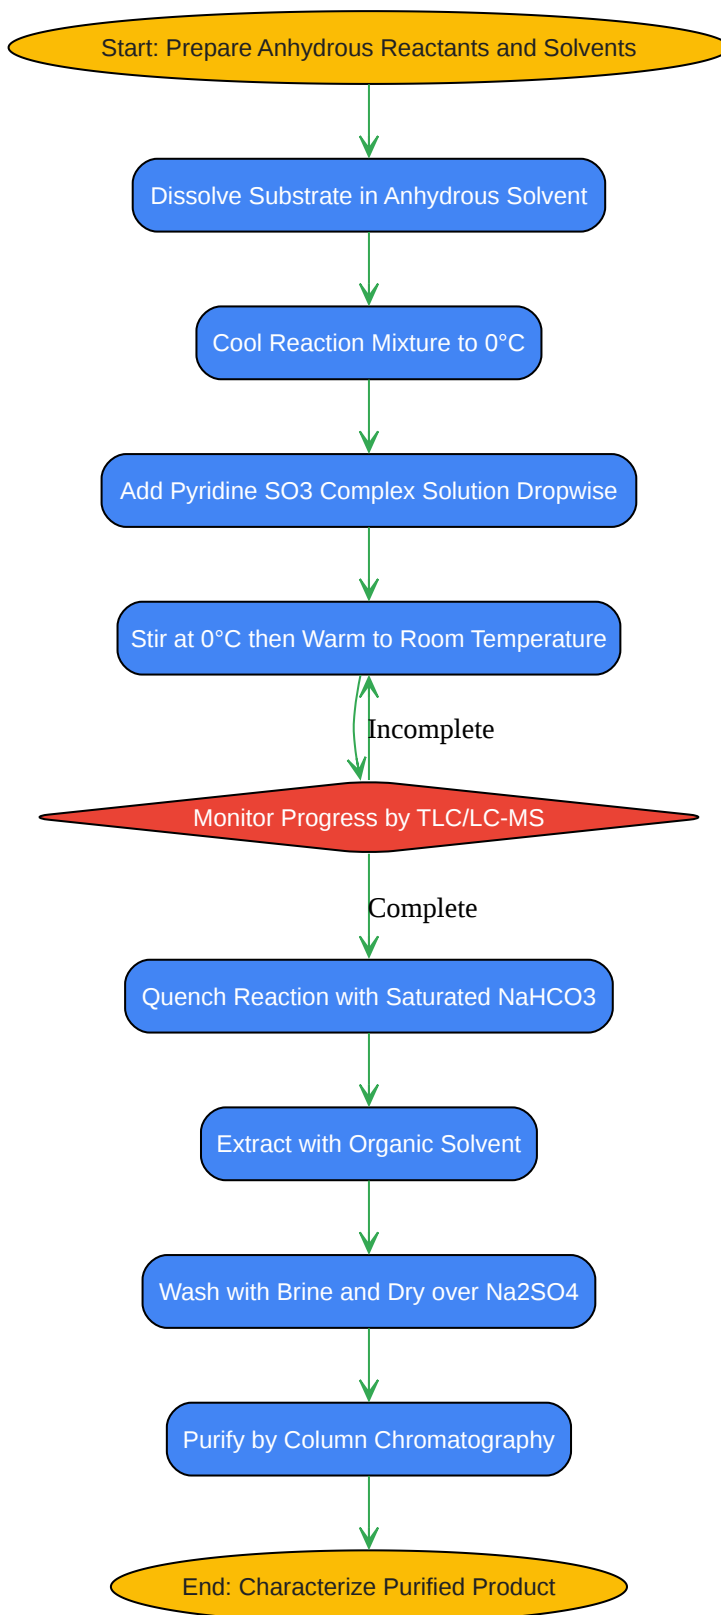 Start: Prepare Anhydrous Reactants and Solvents
Dissolve Substrate in Anhydrous Solvent
Cool Reaction Mixture to 0°C
Add Pyridine SO3 Complex Solution Dropwise
Stir at 0°C then Warm to Room Temperature
Incomplete
Monitor Progress by TLC/LC-MS
Complete
Quench Reaction with Saturated NaHCO3
Extract with Organic Solvent
Wash with Brine and Dry over Na2SO4
Purify by Column Chromatography
End: Characterize Purified Product